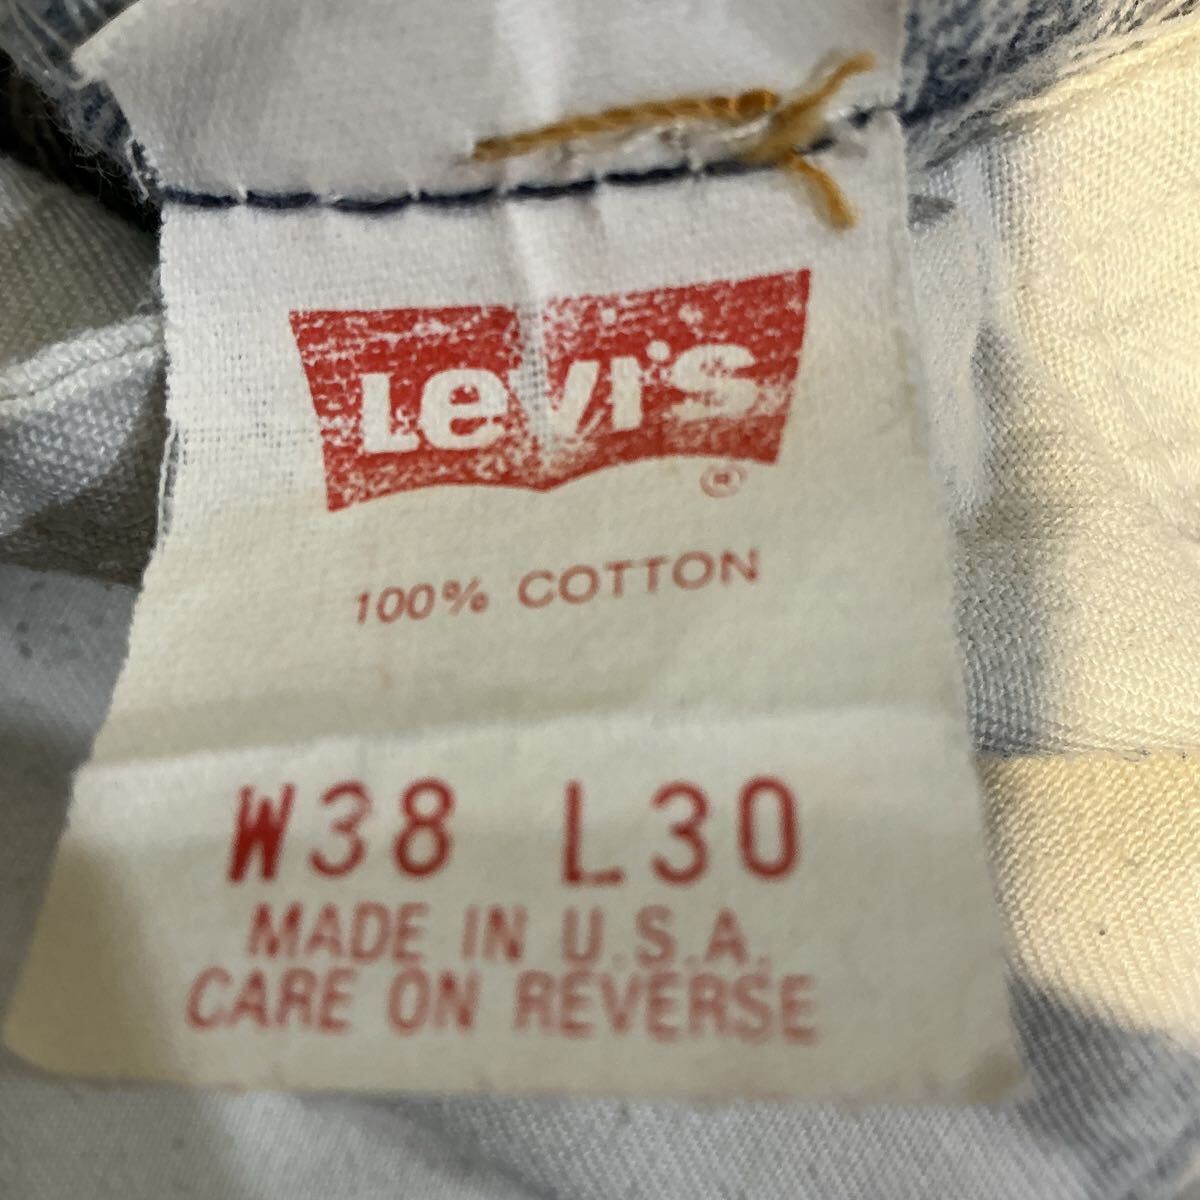 Levi's ®
100% COTTON
W38 L30
MADE IN U.S.A.
CARE ON REVERSE